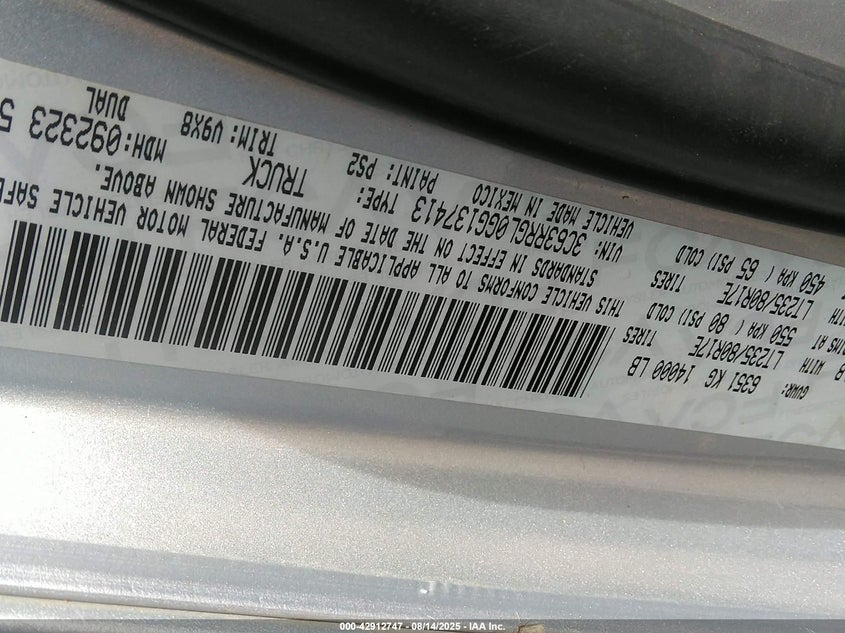 GVWR: 6351 KG 14000 LB
WITH LT235/80R17E TIRES
AT 550 KPA ( 80 PSI) COLD
LT235/80R17E TIRES
450 KPA ( 65 PSI) COLD
THIS VEHICLE CONFORMS TO ALL APPLICABLE U.S.A. FEDERAL MOTOR VEHICLE SAFE
STANDARDS IN EFFECT ON THE DATE OF MANUFACTURE SHOWN ABOVE.
VIN: 3C63RRGL0GG137413 TYPE: TRUCK MDH:092323 5
VEHICLE MADE IN MEXICO PAINT: PS2 TRIM: V9X8 DUAL
000-42912747 - 08/14/2025 - IAA Inc.